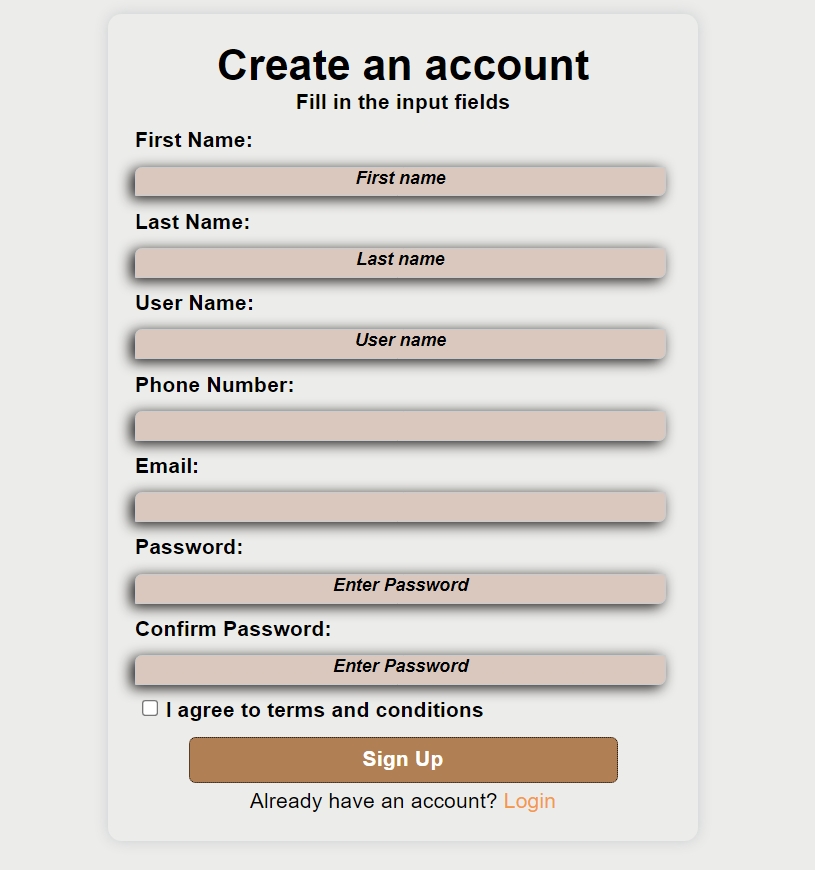 Create an account
Fill in the input fields
First Name:
First name
Last Name:
Last name
User Name:
User name
Phone Number:
Email:
Password:
Enter Password
Confirm Password:
Enter Password
I agree to terms and conditions
Sign Up
Already have an account? Login